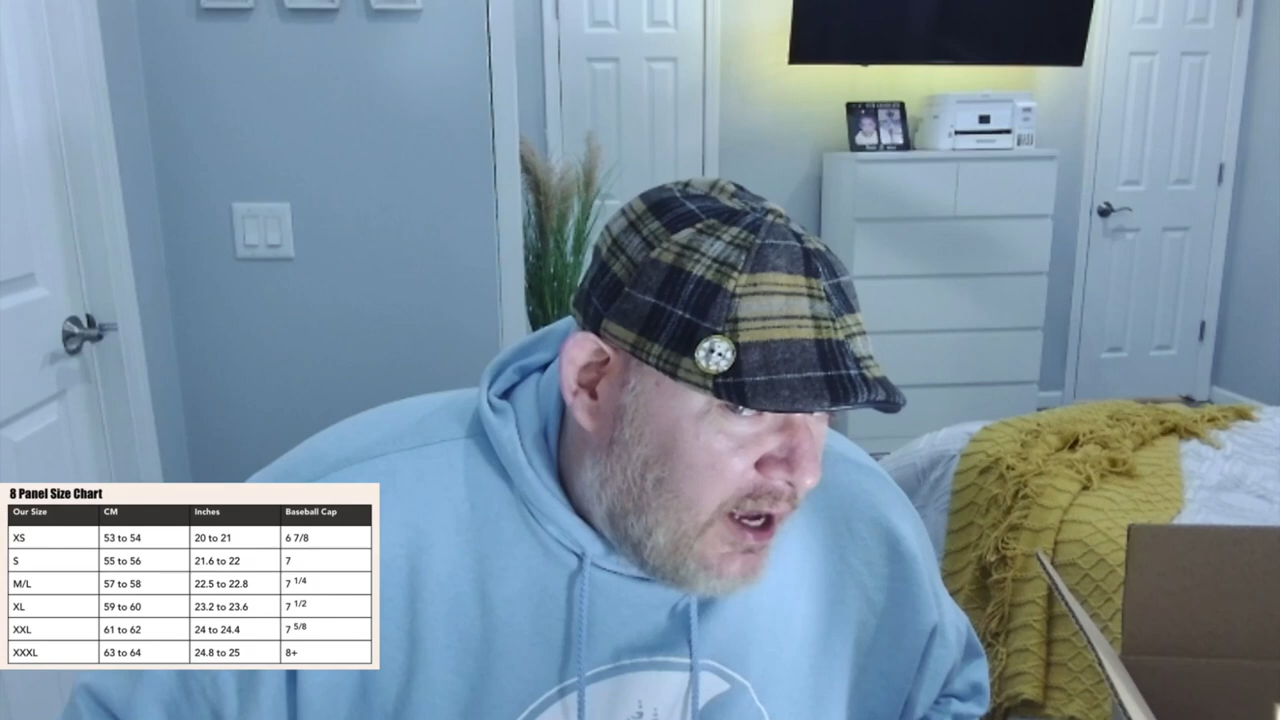 8 Panel Size Chart
Our Size CM Inches Baseball Cap
XS 53 to 54 20 to 21 6 7/8
S 55 to 56 21.6 to 22 7
M/L 57 to 58 22.5 to 22.8 7 1/4
XL 59 to 60 23.2 to 23.6 7 1/2
XXL 61 to 62 24 to 24.4 7 5/8
XXXL 63 to 64 24.8 to 25 8+